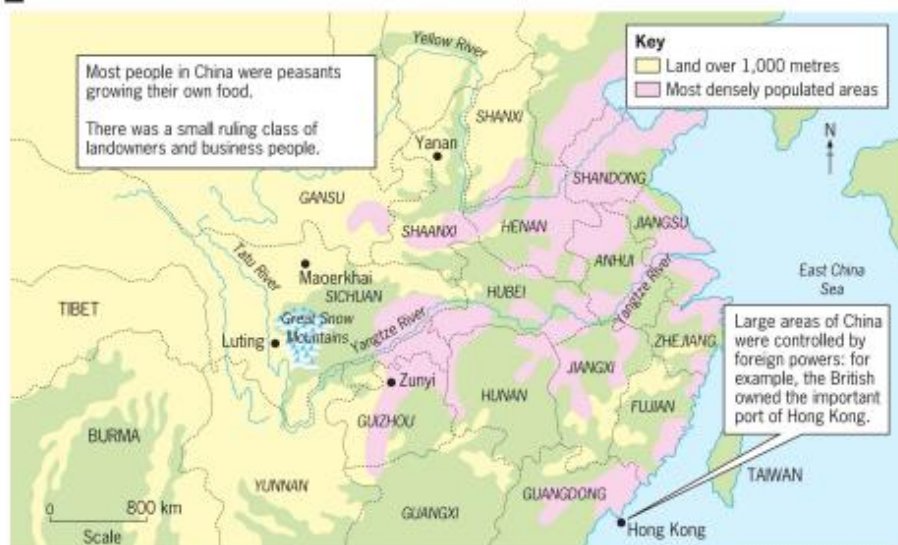 Most people in China were peasants
growing their own food.
There was a small ruling class of
landowners and business people.
Key
Land over 1,000 metres
Most densely populated areas
N
Yellow River
SHANXI
Yanan
GANSU
SHAANXI
HENAN
SHANDONG
JIANGSU
ANHUI
Tatu River
Maoerkhai
SICHUAN
HUBEI
Yangtze River
East China
Sea
TIBET
Great Snow
Mountains
Yangtze River
Luting
Zunyi
ZHEJIANG
JIANGXI
HUNAN
GUIZHOU
FUJIAN
Large areas of China
were controlled by
foreign powers: for
example, the British
owned the important
port of Hong Kong.
BURMA
YUNNAN
GUANGXI
GUANGDONG
TAIWAN
Hong Kong
0 800 km
Scale